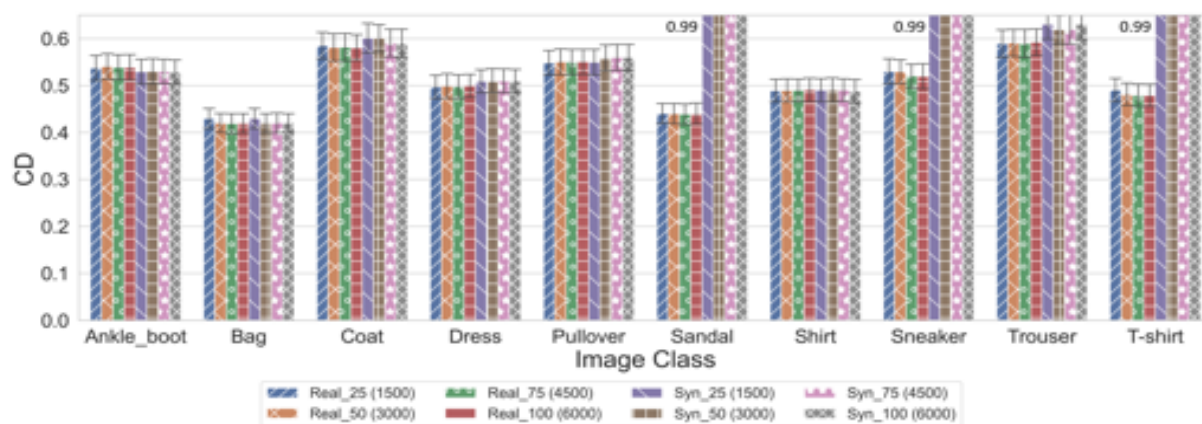 0.6
0.5
0.4
0.3
0.2
0.1
0.0
CD
0.99
0.99
0.99
Ankle_boot Bag Coat Dress Pullover Sandal Shirt Sneaker Trouser T-shirt
Image Class
Real_25 (1500) Real_75 (4500) Syn_25 (1500) Syn_75 (4500)
Real_50 (3000) Real_100 (6000) Syn_50 (3000) Syn_100 (6000)